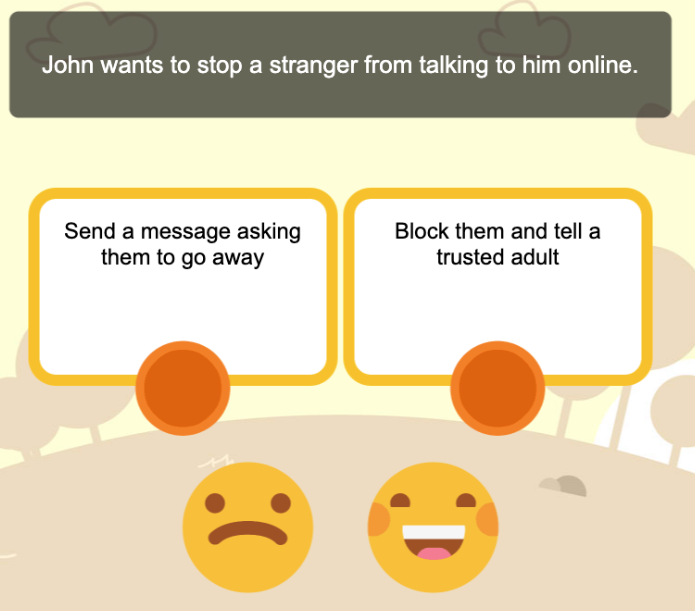 John wants to stop a stranger from talking to him online.
Send a message asking
them to go away
Block them and tell a
trusted adult